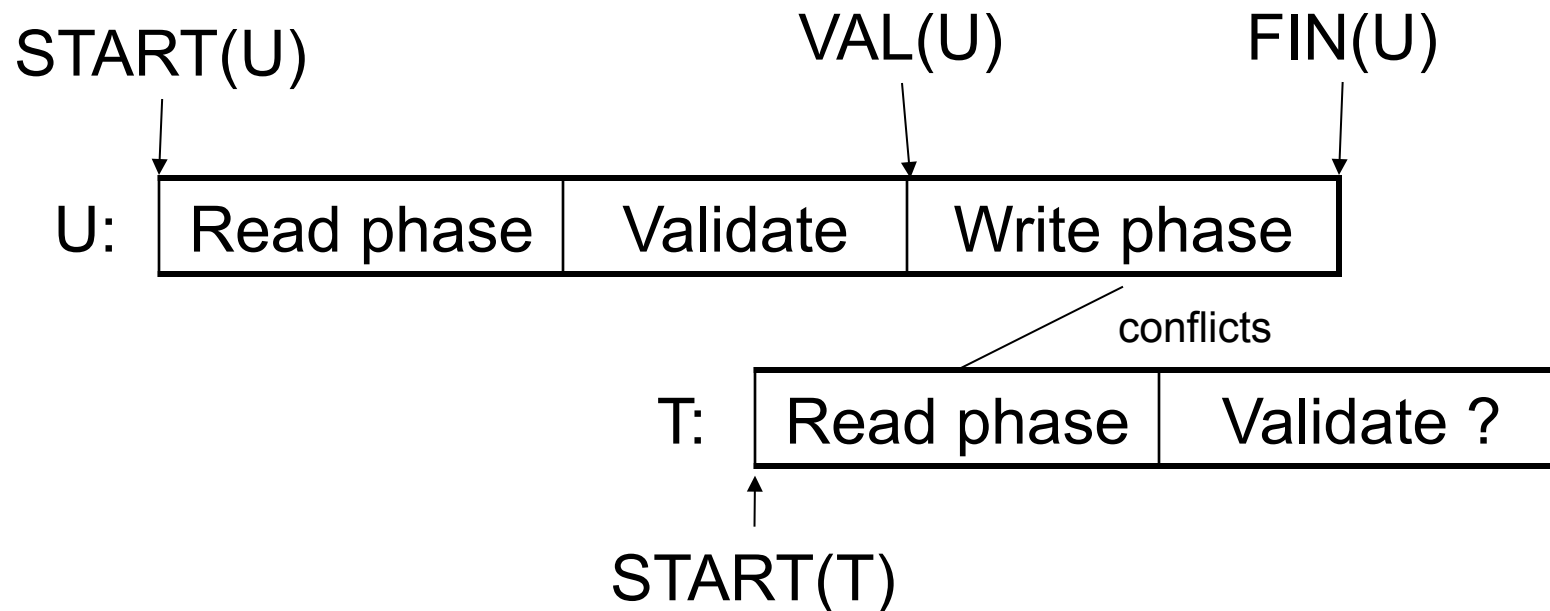 START(U) VAL(U) FIN(U)
U: Read phase Validate Write phase
conflicts
T: Read phase Validate ?
START(T)